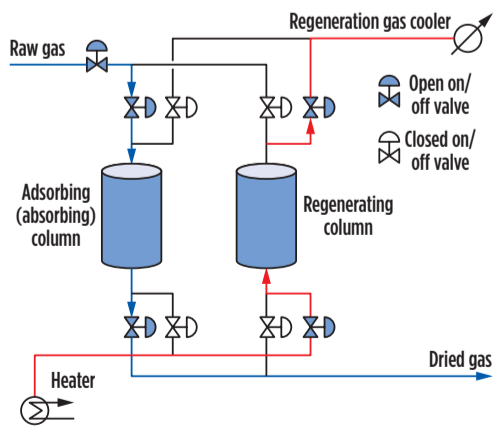 Regeneration gas cooler
Raw gas
Open on/
off valve
Closed on/
off valve
Adsorbing
(absorbing)
column
Regenerating
column
Dried gas
Heater